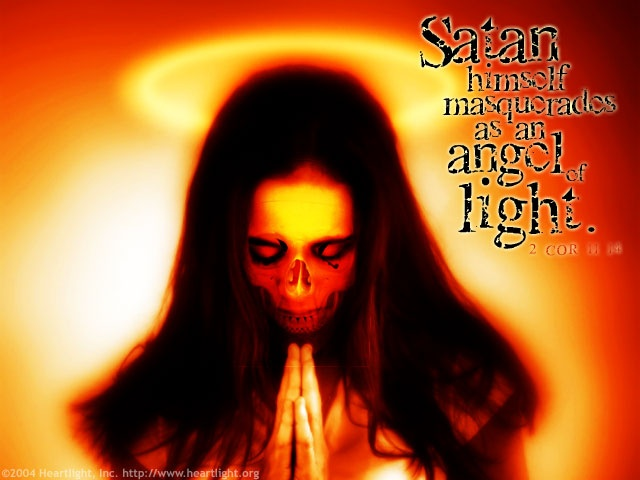 Satan
himself
masquerades
as an
angel of
light.
2 COR 11 14
©2004 Heartlight, Inc. http://www.heartlight.org